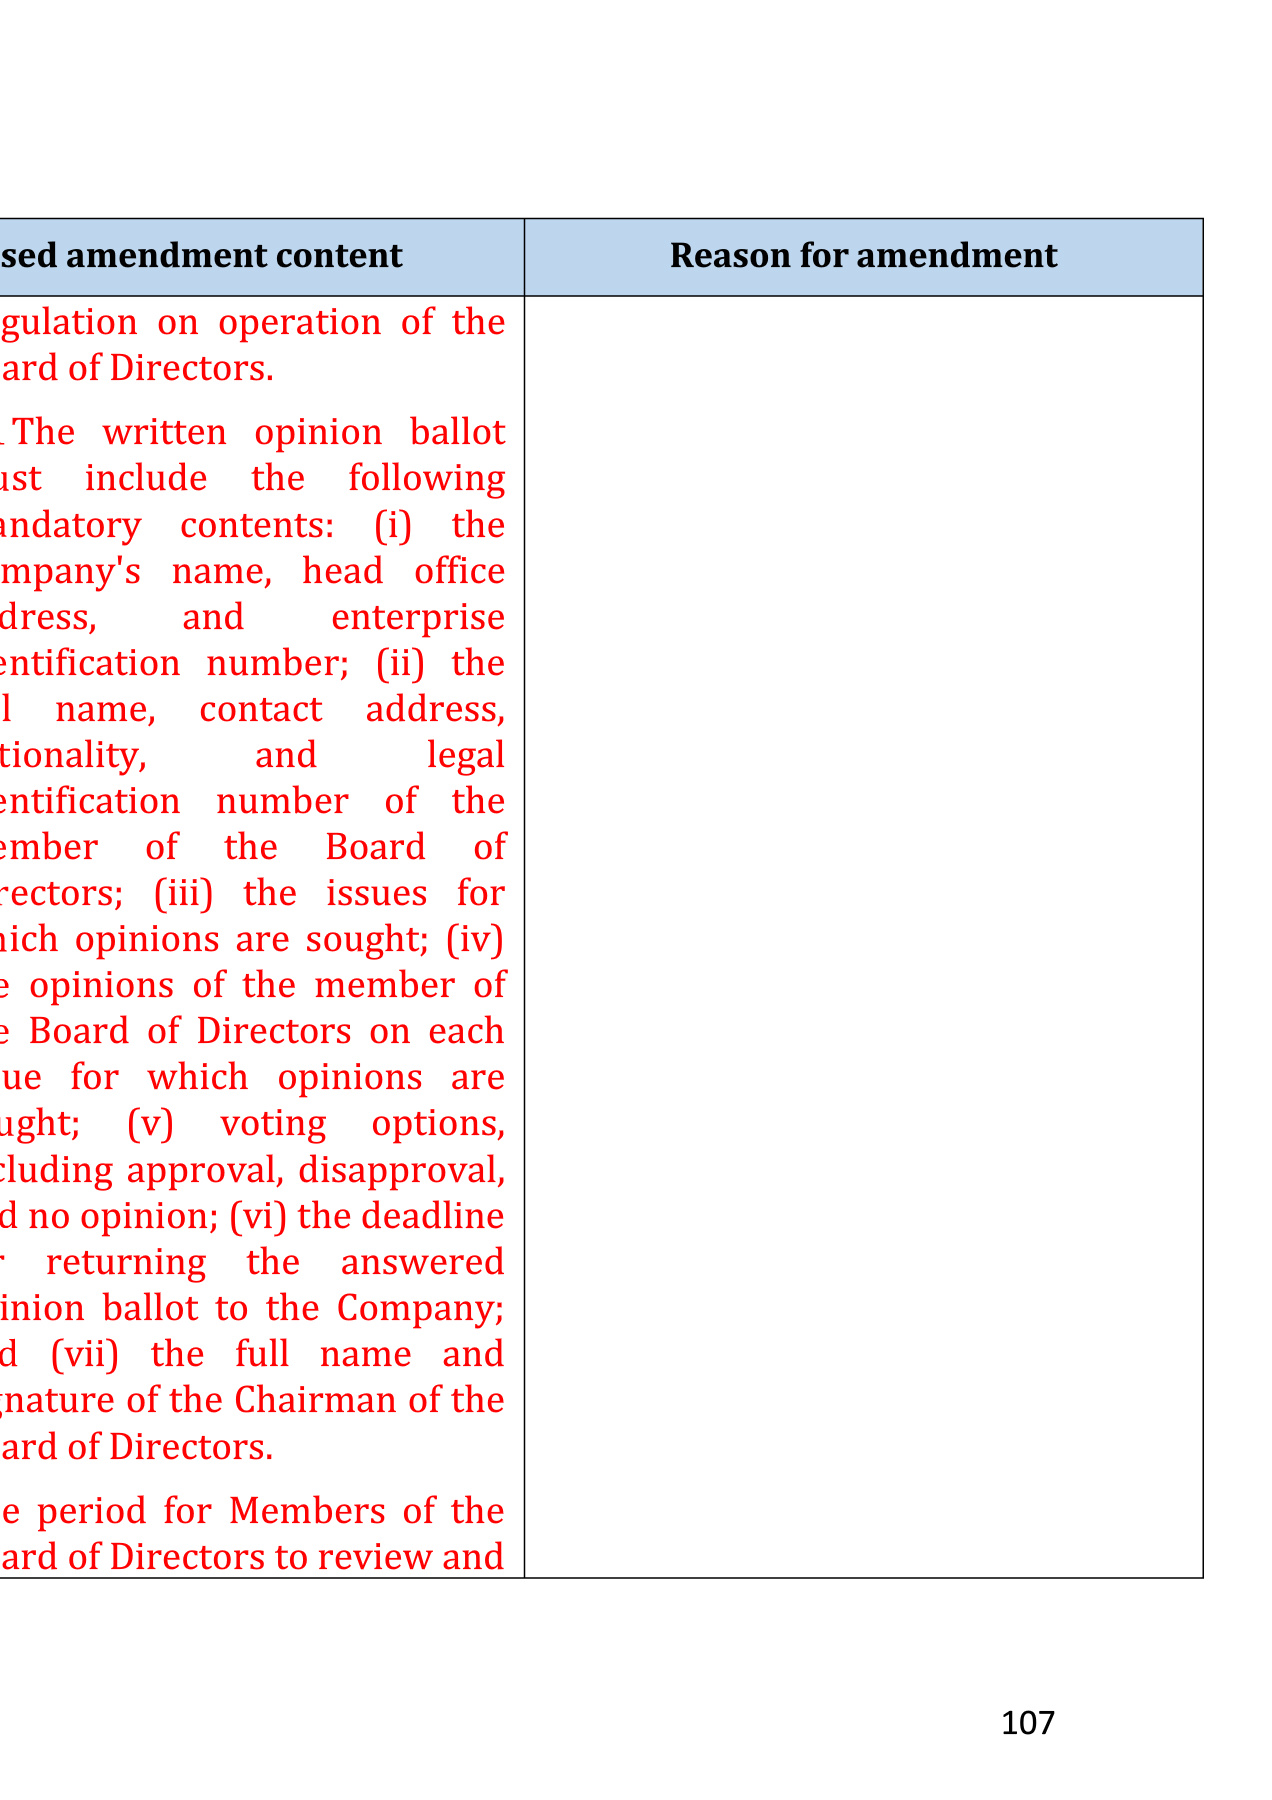 sed amendment content
Reason for amendment
gulation on operation of the
ard of Directors.
The written opinion ballot
ust include the following
andatory contents: (i) the
mpany's name, head office
dress, and enterprise
entification number; (ii) the
l name, contact address,
tionality, and legal
entification number of the
ember of the Board of
rectors; (iii) the issues for
hich opinions are sought; (iv)
e opinions of the member of
e Board of Directors on each
ue for which opinions are
ught; (v) voting options,
cluding approval, disapproval,
d no opinion; (vi) the deadline
r returning the answered
inion ballot to the Company;
d (vii) the full name and
gnature of the Chairman of the
ard of Directors.
e period for Members of the
ard of Directors to review and
107